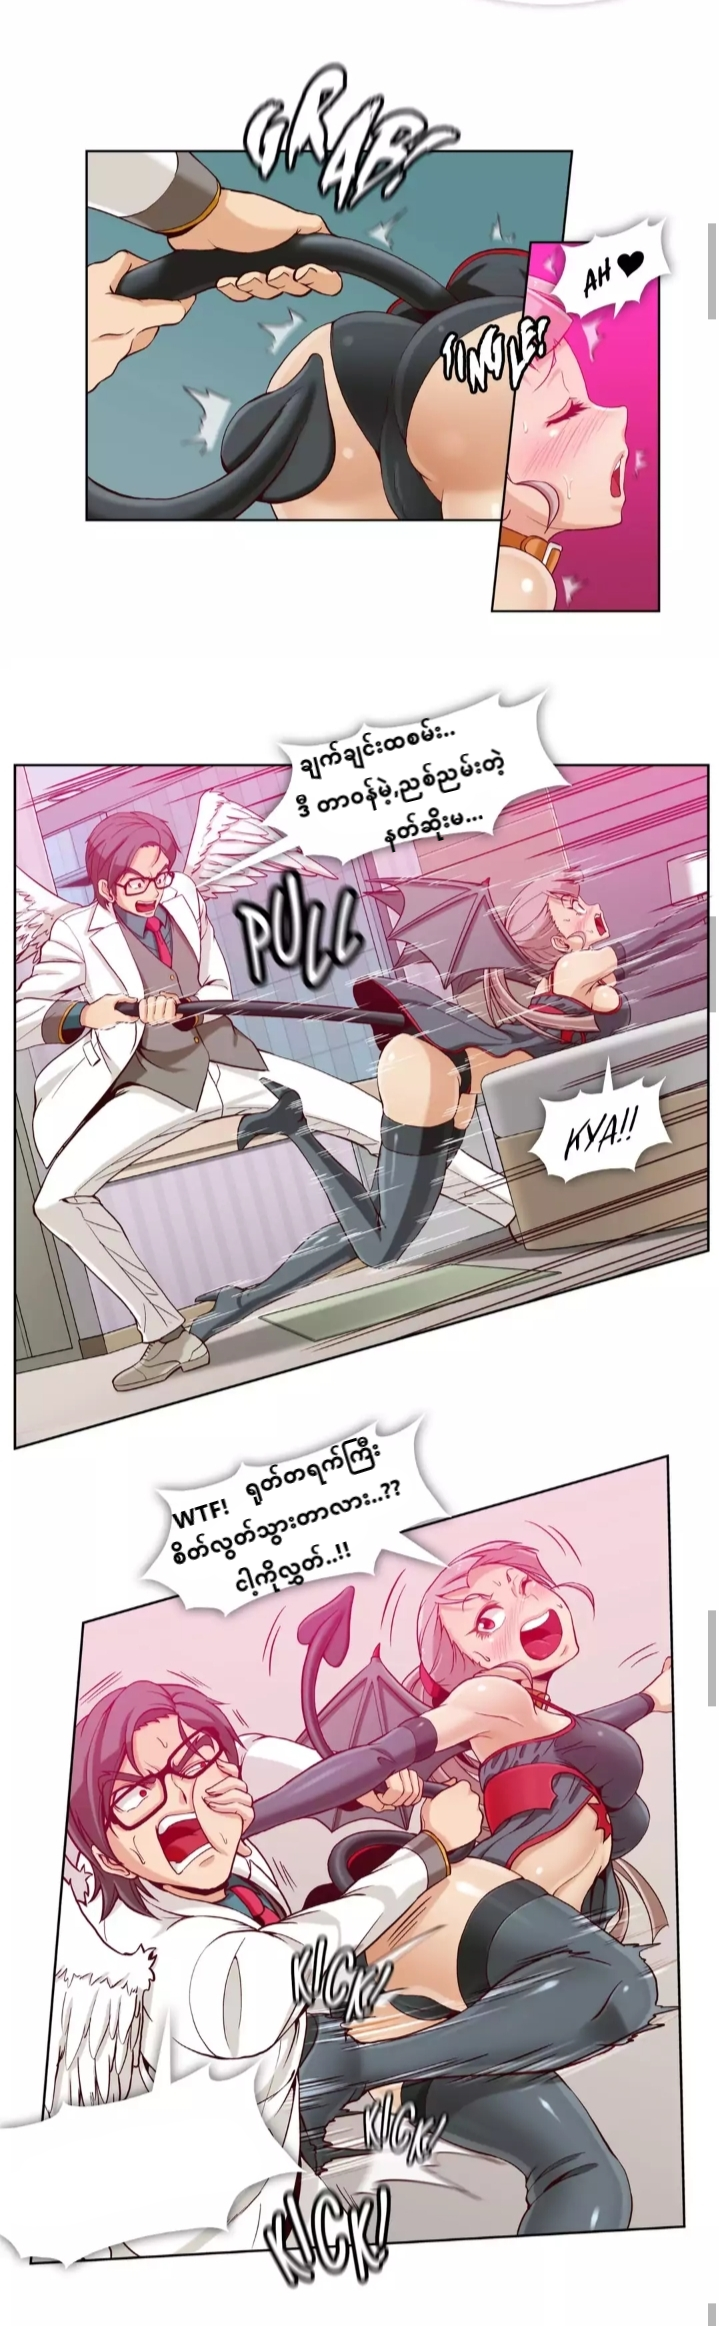 GRAB!
AH ♥
TINGLE!
ချက်ချင်းထစမ်း..
ဒီ တာဝန်မဲ့,ညစ်ညမ်းတဲ့
နတ်ဆိုးမ...
PULL
KYA!!
WTF! ရုတ်တရက်ကြီး
စိတ်လွတ်သွားတာလား..??
ငါ့ကိုလွှတ်..!!
KICK!
KICK!
KICK!